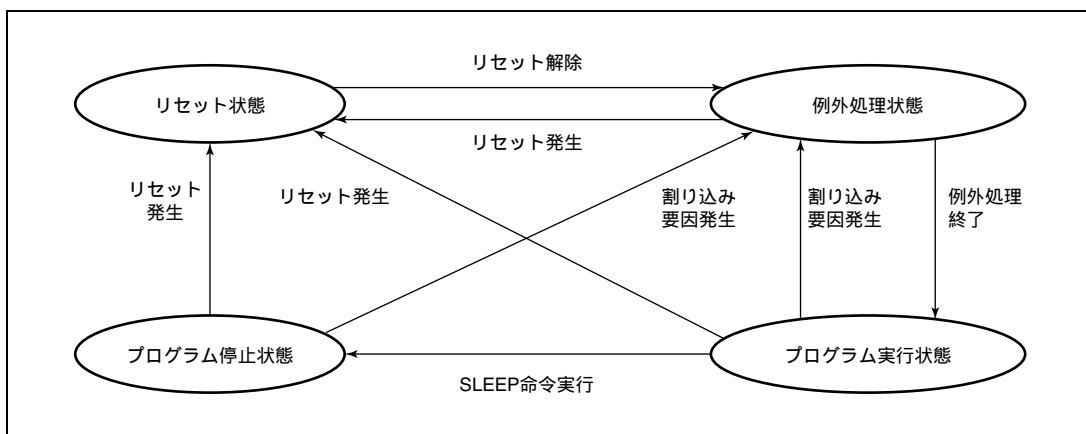 リセット解除
リセット状態
例外処理状態
リセット発生
リセット
発生
リセット発生
割り込み
要因発生
割り込み
要因発生
例外処理
終了
プログラム停止状態
プログラム実行状態
SLEEP命令実行